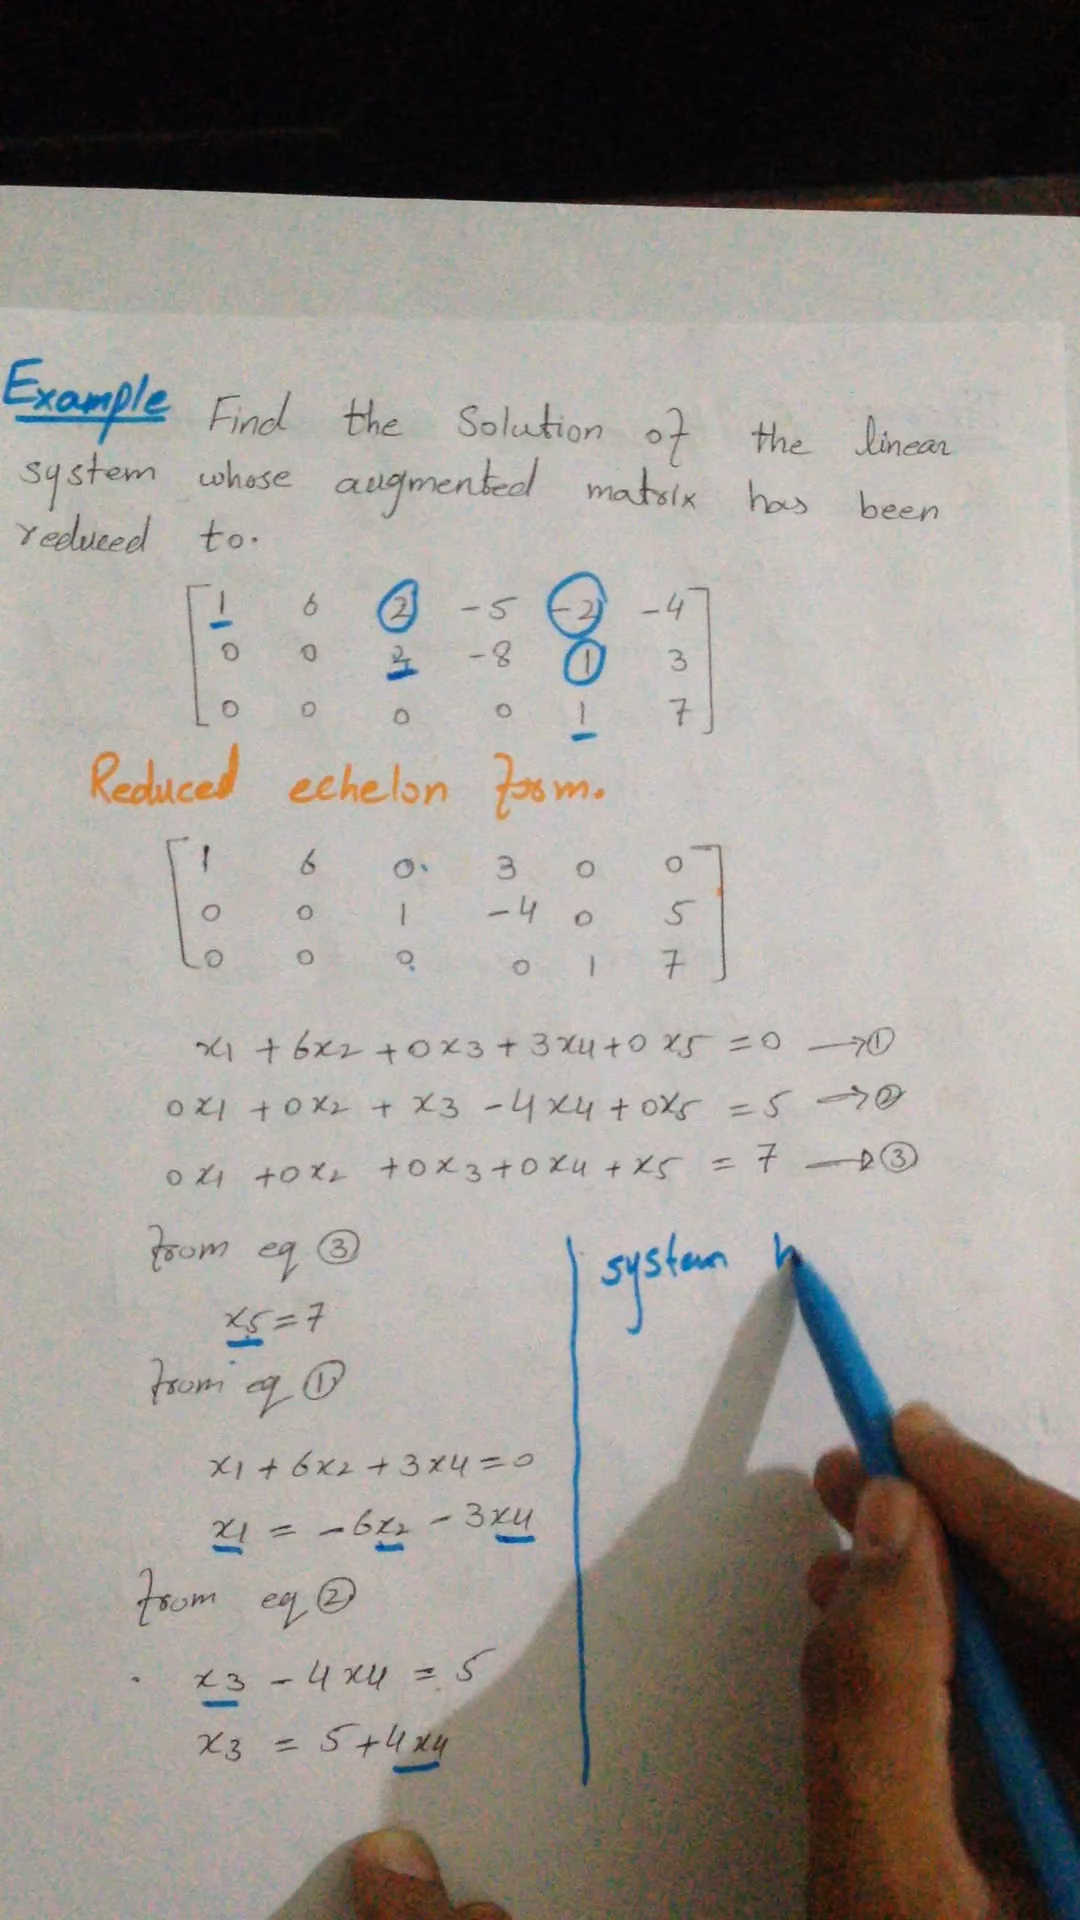 Example Find the Solution of the linear
system whose augmented matrix has been
reduced to.
1 6 2 -5 -2 -4
0 0 2 -8 1 3
0 0 0 0 1 7
Reduced echelon form.
1 6 0 3 0 0
0 0 1 -4 0 5
0 0 0 0 1 7
x1 + 6x2 + 0x3 + 3x4 + 0x5 = 0 → ①
0x1 + 0x2 + x3 - 4x4 + 0x5 = 5 → ②
0x1 + 0x2 + 0x3 + 0x4 + x5 = 7 → ③
from eq ③
x5 = 7
from eq ①
x1 + 6x2 + 3x4 = 0
x1 = -6x2 - 3x4
from eq ②
x3 - 4x4 = 5
x3 = 5 + 4x4
system h